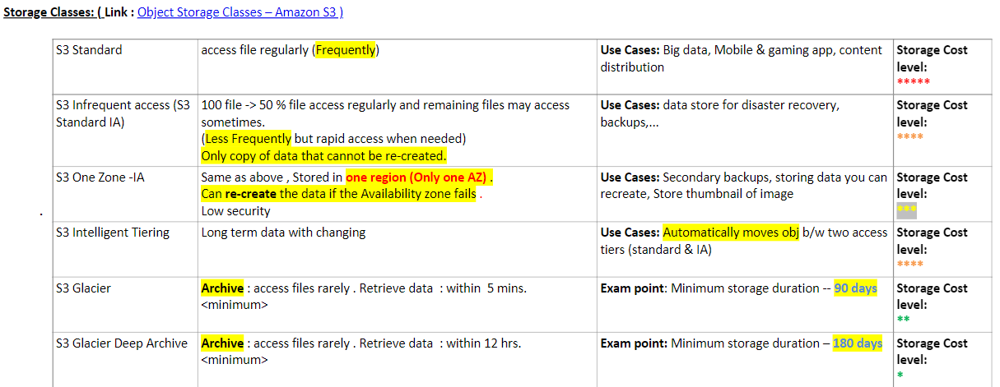 Storage Classes: ( Link : Object Storage Classes – Amazon S3 )
S3 Standard
access file regularly (Frequently)
Use Cases: Big data, Mobile & gaming app, content
distribution
Storage Cost
level:
*****
S3 Infrequent access (S3
Standard IA)
100 file -> 50 % file access regularly and remaining files may access
sometimes.
(Less Frequently but rapid access when needed)
Only copy of data that cannot be re-created.
Use Cases: data store for disaster recovery,
backups,...
Storage Cost
level:
****
S3 One Zone -IA
Same as above , Stored in one region (Only one AZ) .
Can re-create the data if the Availability zone fails .
Low security
Use Cases: Secondary backups, storing data you can
recreate, Store thumbnail of image
Storage Cost
level:
***
S3 Intelligent Tiering
Long term data with changing
Use Cases: Automatically moves obj b/w two access
tiers (standard & IA)
Storage Cost
level:
****
S3 Glacier
Archive : access files rarely . Retrieve data : within 5 mins.
<minimum>
Exam point: Minimum storage duration -- 90 days
Storage Cost
level:
**
S3 Glacier Deep Archive
Archive : access files rarely . Retrieve data : within 12 hrs.
<minimum>
Exam point: Minimum storage duration – 180 days
Storage Cost
level:
*